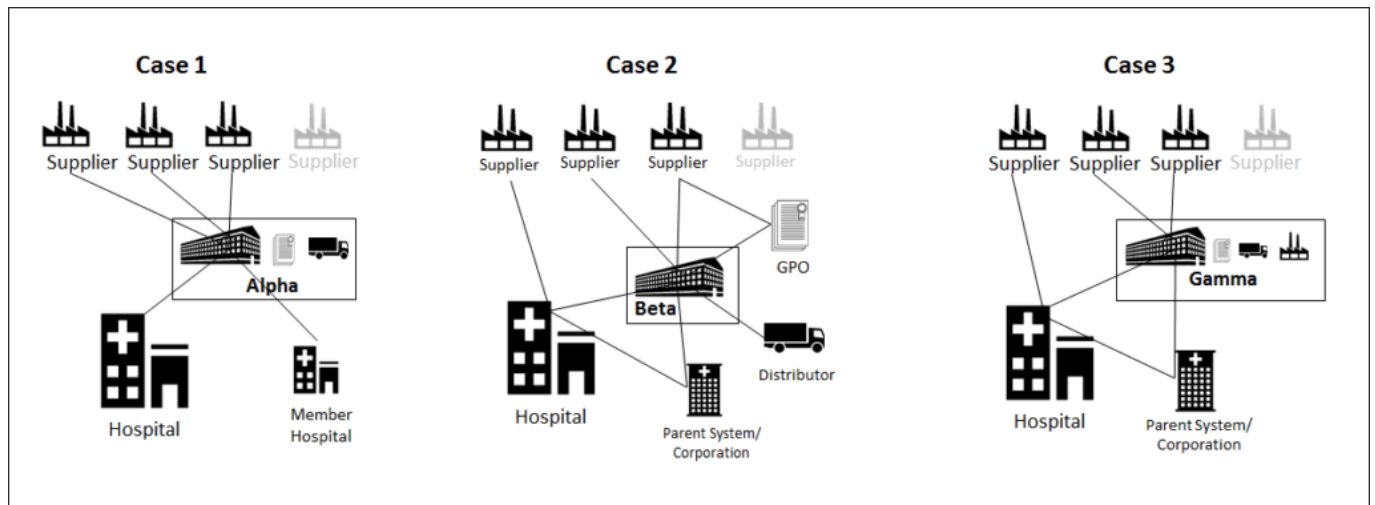 Case 1
Supplier Supplier Supplier Supplier
Alpha
Hospital
Member
Hospital
Case 2
Supplier Supplier Supplier Supplier
GPO
Beta
Distributor
Hospital
Parent System/
Corporation
Case 3
Supplier Supplier Supplier Supplier
Gamma
Hospital
Parent System/
Corporation